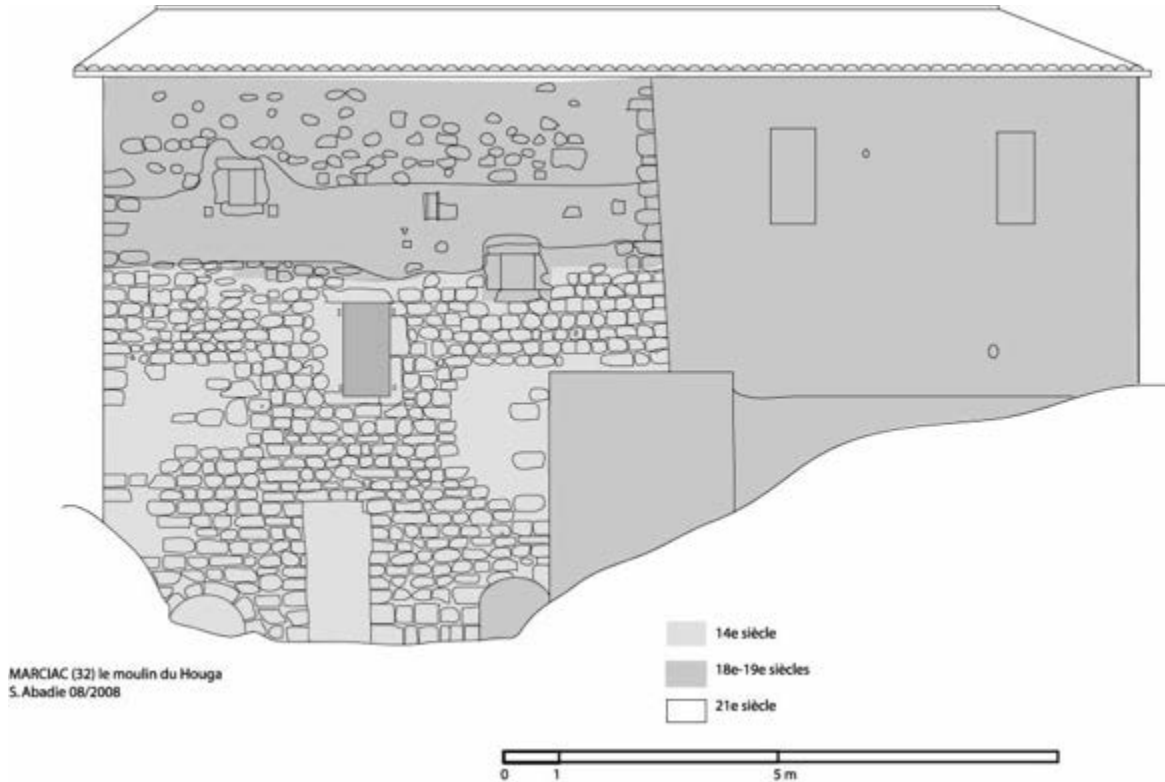 14e siècle
18e-19e siècles
21e siècle
MARCIAC (32) le moulin du Houga
S. Abadie 08/2008
0 1 5 m